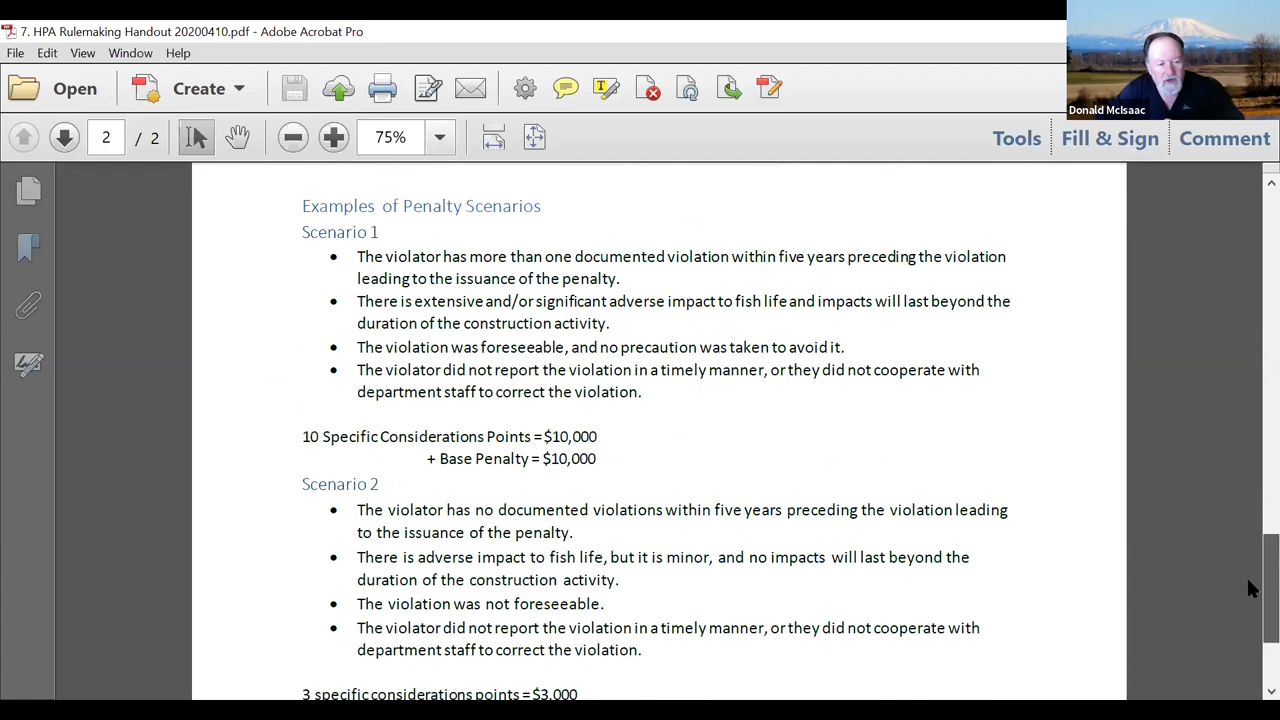 7. HPA Rulemaking Handout 20200410.pdf - Adobe Acrobat Pro
File Edit View Window Help
Open Create
2 / 2 75% Tools Fill & Sign Comment
Donald McIsaac
Examples of Penalty Scenarios
Scenario 1
• The violator has more than one documented violation within five years preceding the violation
leading to the issuance of the penalty.
• There is extensive and/or significant adverse impact to fish life and impacts will last beyond the
duration of the construction activity.
• The violation was foreseeable, and no precaution was taken to avoid it.
• The violator did not report the violation in a timely manner, or they did not cooperate with
department staff to correct the violation.
10 Specific Considerations Points = $10,000
+ Base Penalty = $10,000
Scenario 2
• The violator has no documented violations within five years preceding the violation leading
to the issuance of the penalty.
• There is adverse impact to fish life, but it is minor, and no impacts will last beyond the
duration of the construction activity.
• The violation was not foreseeable.
• The violator did not report the violation in a timely manner, or they did not cooperate with
department staff to correct the violation.
3 specific considerations points = $3,000